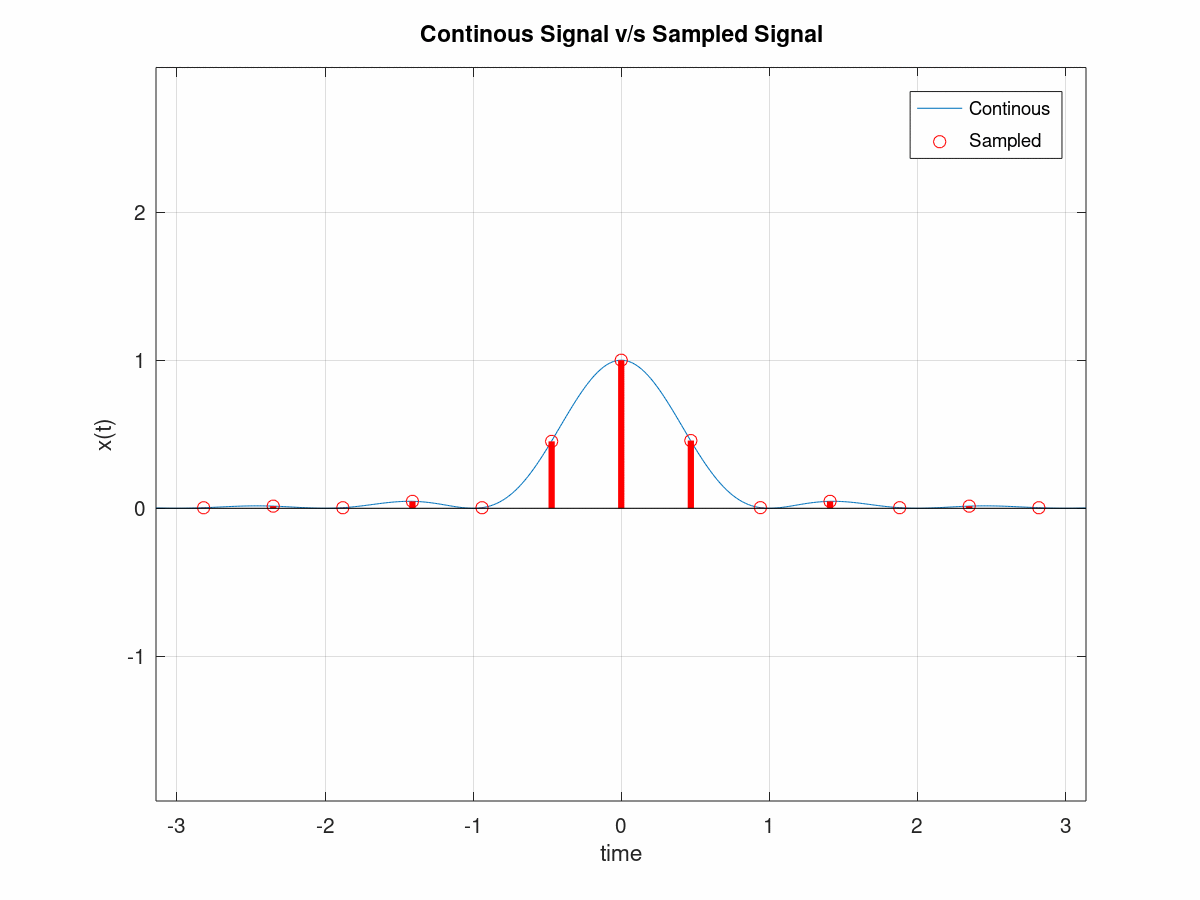 Continous Signal v/s Sampled Signal
Continous
Sampled
2
1
0
-1
x(t)
-3 -2 -1 0 1 2 3
time